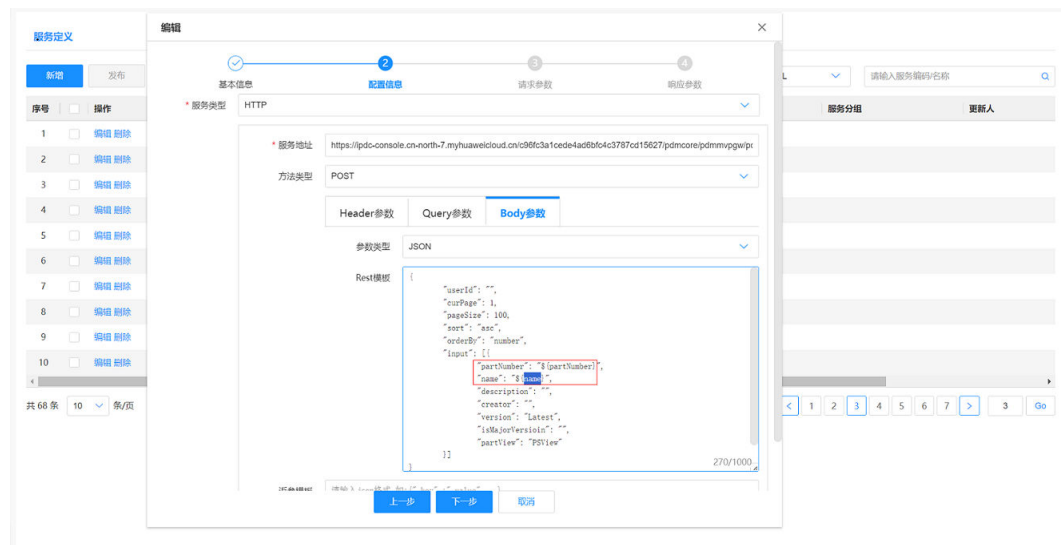 服务定义
编辑
新增
发布
L
请输入服务编码/名称
序号
操作
服务分组
更新人
1
编辑 删除
2
编辑 删除
3
编辑 删除
4
编辑 删除
5
编辑 删除
6
编辑 删除
7
编辑 删除
8
编辑 删除
9
编辑 删除
10
编辑 删除
共 68 条
10
条/页
1
2
3
4
5
6
7
3
Go
2
3
4
基本信息
配置信息
请求参数
响应参数
* 服务类型
HTTP
* 服务地址
https://ipdc-console.cn-north-7.myhuaweicloud.cn/c96fc3a1cede4ad6bfc4c3787cd15627/pdmcore/pdmmvpgw/pc
方法类型
POST
Header参数
Query参数
Body参数
参数类型
JSON
Rest模板
{
"userId": "",
"curPage": 1,
"pageSize": 100,
"sort": "asc",
"orderBy": "number",
"input": [{
"partNumber": "${partNumber}",
"name": "${name}",
"description": "",
"creator": "",
"version": "Latest",
"isMajorVersioin": "",
"partView": "PSView"
}]
}
270/1000
上一步
下一步
取消